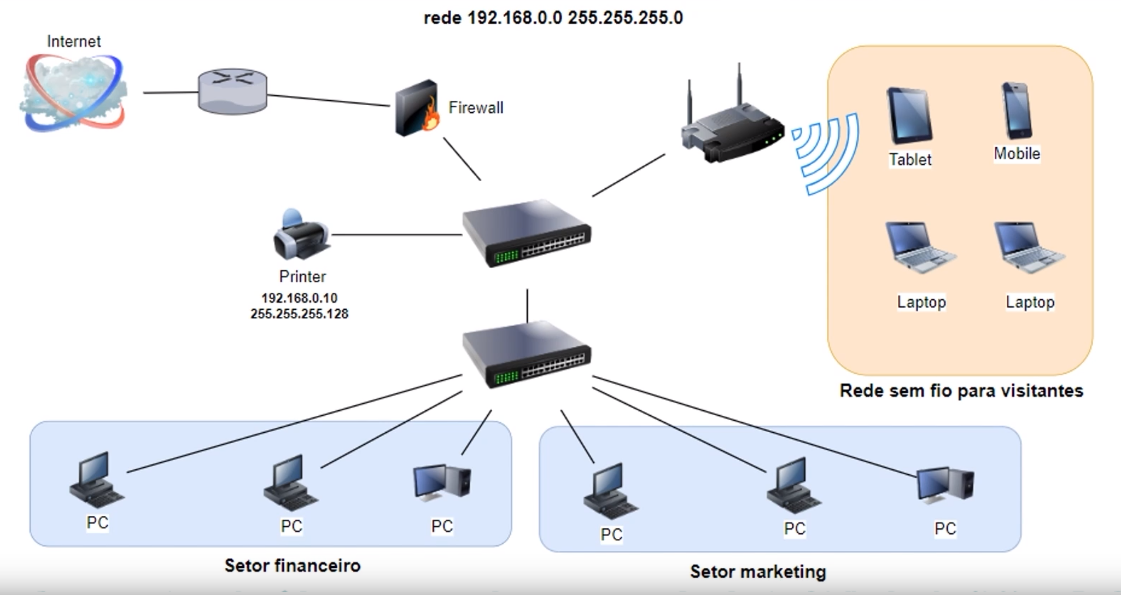 rede 192.168.0.0 255.255.255.0
Internet
Firewall
Tablet
Mobile
Printer
192.168.0.10
255.255.255.128
Laptop
Laptop
Rede sem fio para visitantes
PC
PC
PC
PC
PC
PC
Setor financeiro
Setor marketing